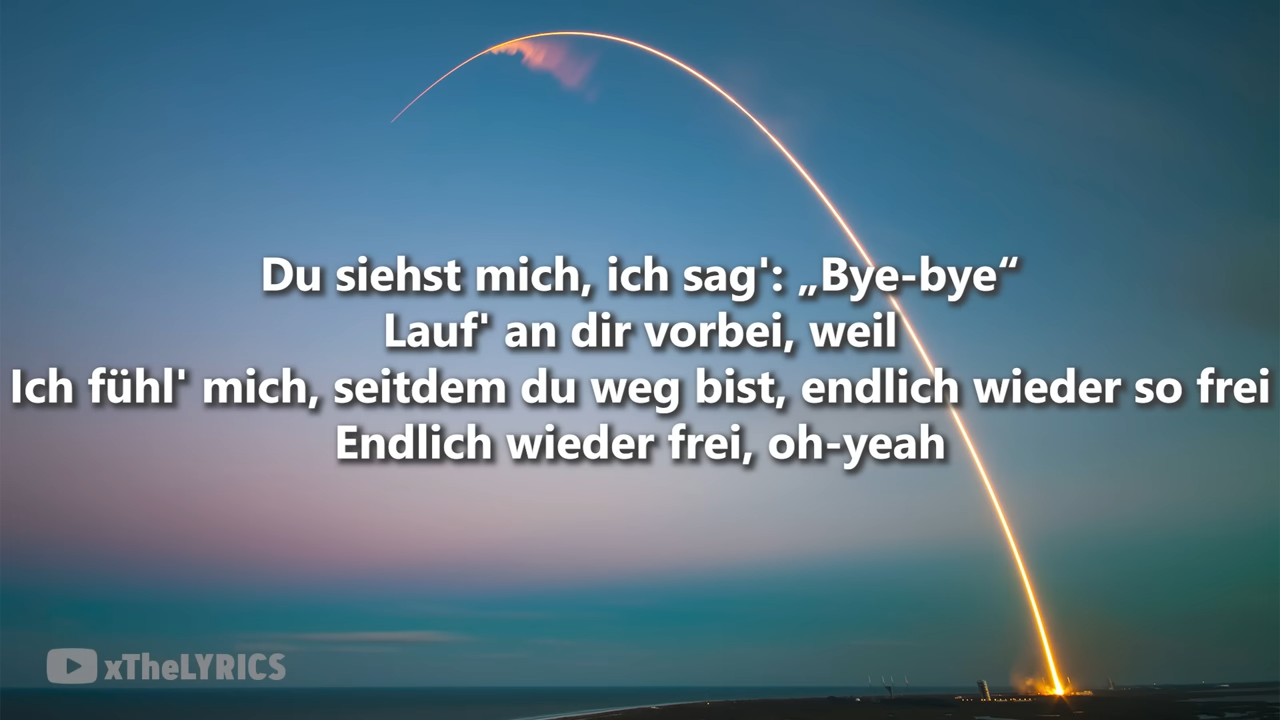 Du siehst mich, ich sag': „Bye-bye“
Lauf' an dir vorbei, weil
Ich fühl' mich, seitdem du weg bist, endlich wieder so frei
Endlich wieder frei, oh-yeah
xTheLYRICS